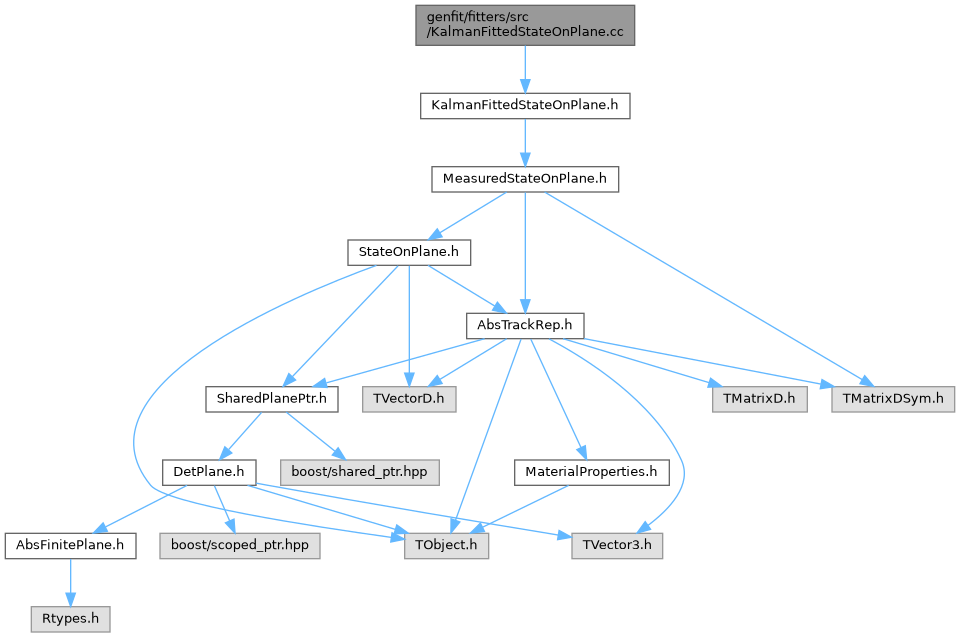 genfit/fitters/src
/KalmanFittedStateOnPlane.cc
KalmanFittedStateOnPlane.h
MeasuredStateOnPlane.h
StateOnPlane.h
AbsTrackRep.h
SharedPlanePtr.h
TVectorD.h
TMatrixD.h
TMatrixDSym.h
DetPlane.h
boost/shared_ptr.hpp
MaterialProperties.h
AbsFinitePlane.h
boost/scoped_ptr.hpp
TObject.h
TVector3.h
Rtypes.h